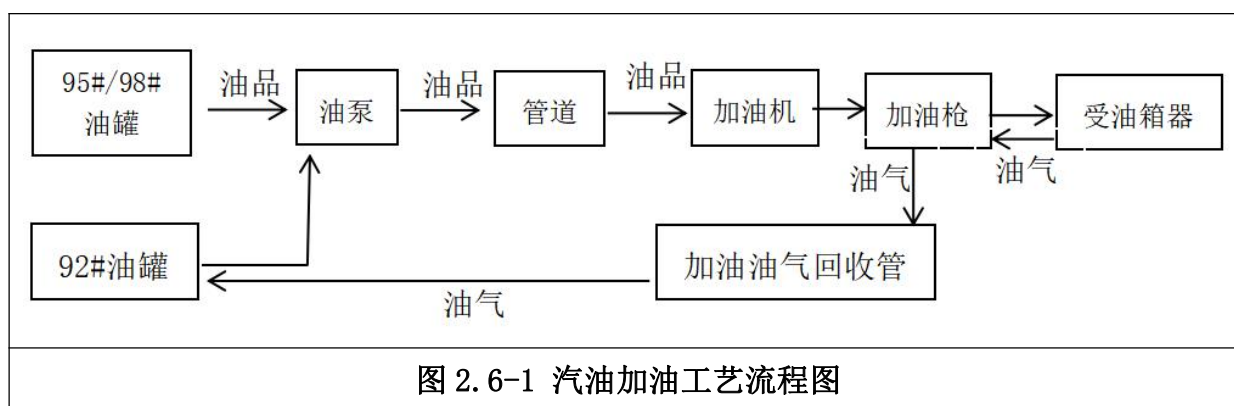 95#/98#
油罐
油品
油泵
油品
管道
油品
加油机
加油枪
受油箱器
油气
油气
92#油罐
加油油气回收管
油气
图 2.6-1 汽油加油工艺流程图